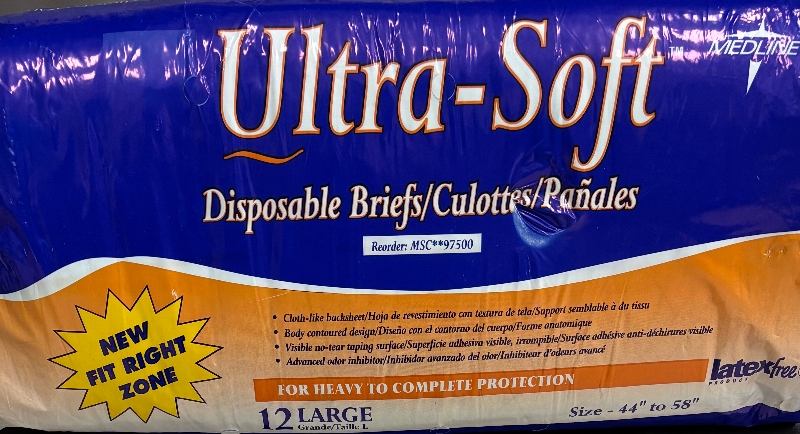 Ultra-Soft™
MEDLINE
Disposable Briefs/Culottes/Pañales
Reorder: MSC**97500
• Cloth-like backsheet/Hoja de revestimiento con textura de tela/Support semblable à du tissu
• Body contoured design/Diseño con el contorno del cuerpo/Forme anatomique
• Visible no-tear taping surface/Superficie adhesiva visible, irrompible/Surface adhésive anti-déchirures visible
• Advanced odor inhibitor/Inhibidor avanzado del olor/Inhibiteur d'odeurs avancé
NEW
FIT RIGHT
ZONE
FOR HEAVY TO COMPLETE PROTECTION
latexfree
PRODUCT
12 LARGE
Grande/Taille L
Size - 44" to 58"